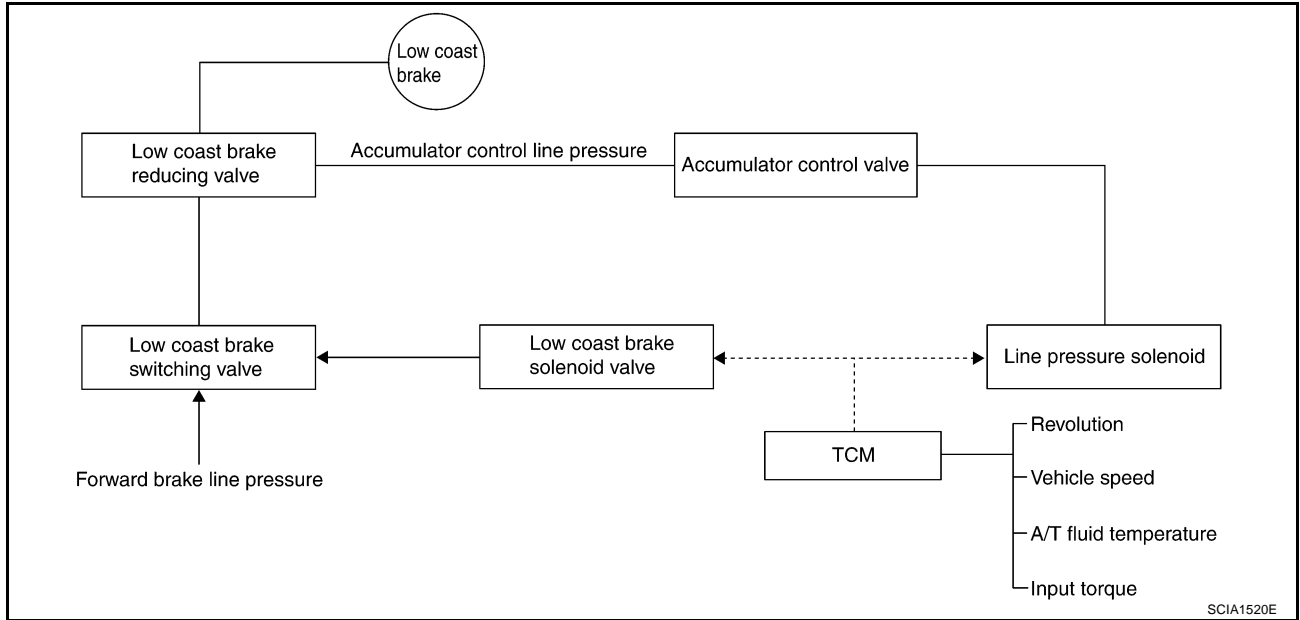 Low coast
brake
Low coast brake
reducing valve
Accumulator control line pressure
Accumulator control valve
Low coast brake
switching valve
Low coast brake
solenoid valve
Line pressure solenoid
Forward brake line pressure
TCM
Revolution
Vehicle speed
A/T fluid temperature
Input torque
SCIA1520E